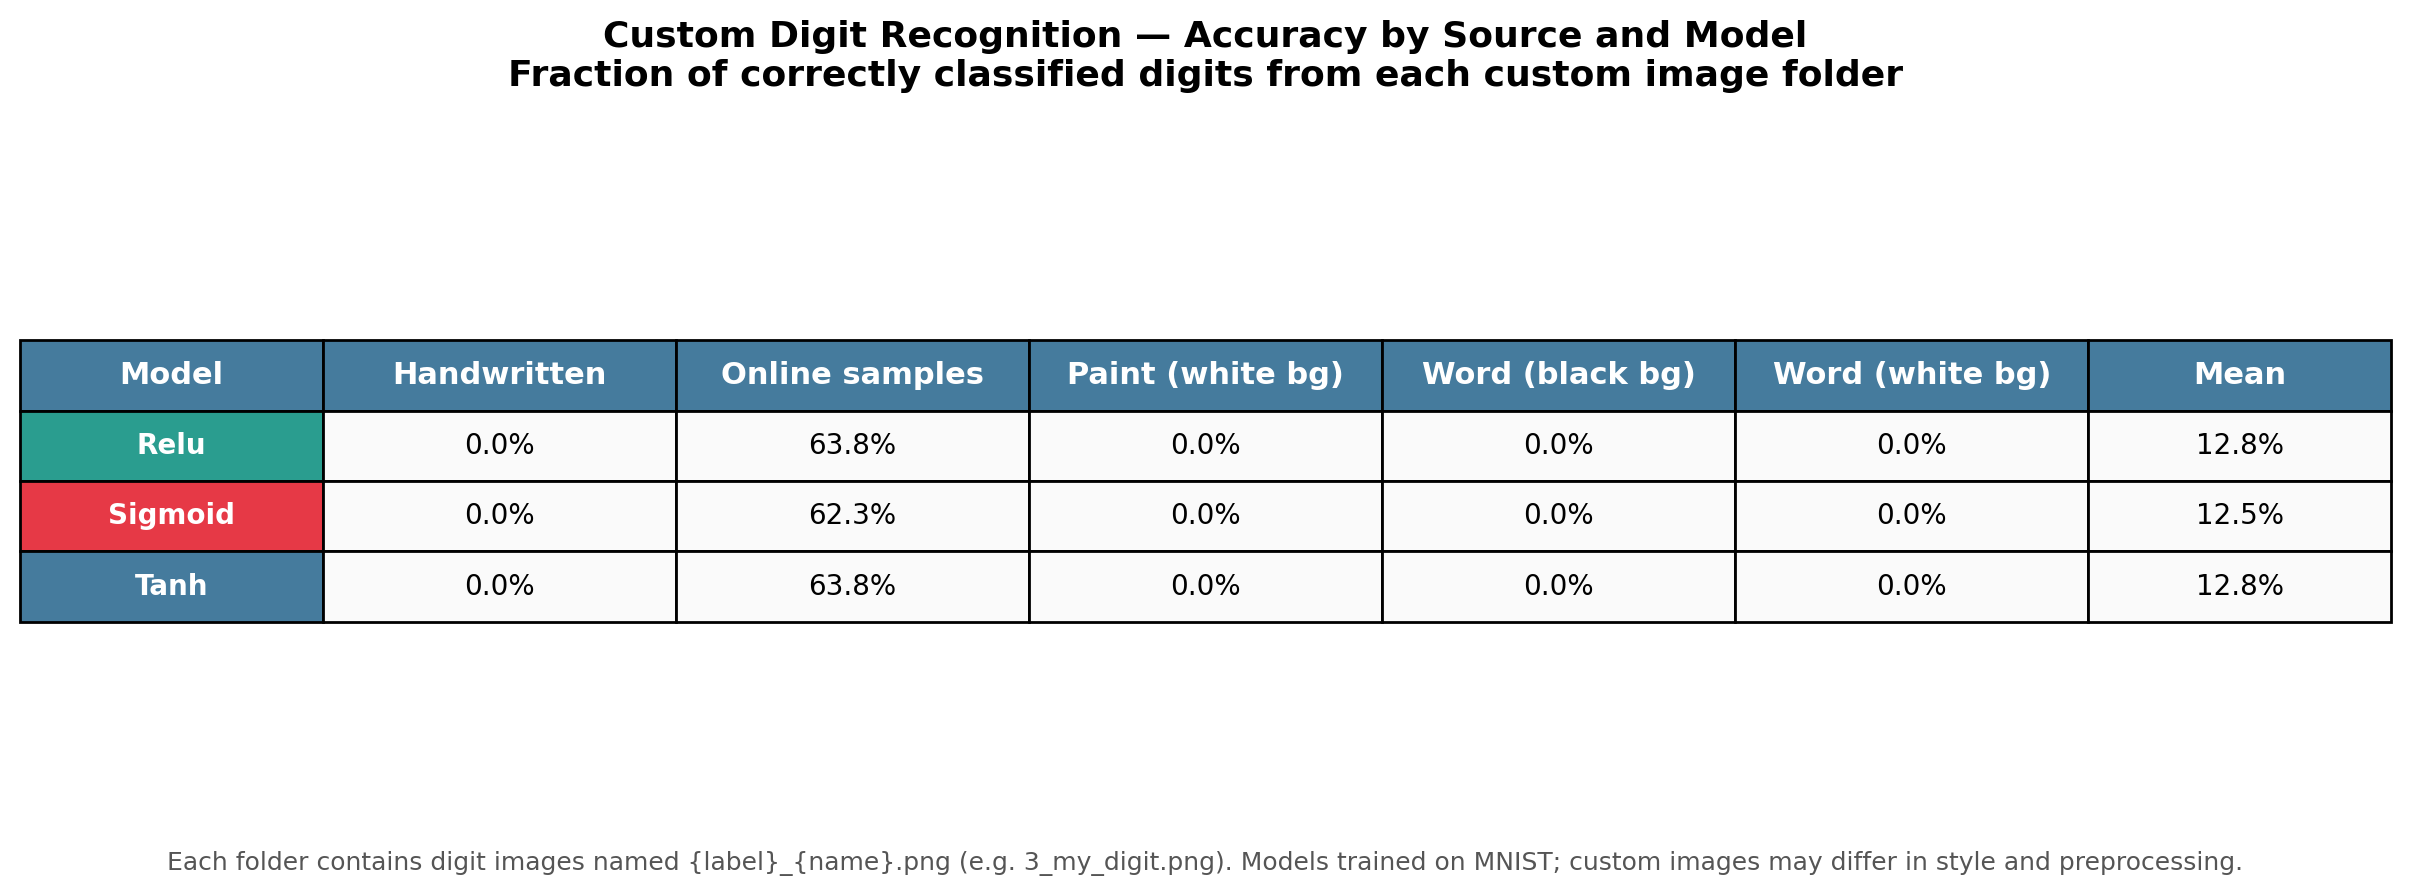 Custom Digit Recognition — Accuracy by Source and Model
Fraction of correctly classified digits from each custom image folder
Model Handwritten Online samples Paint (white bg) Word (black bg) Word (white bg) Mean
Relu 0.0% 63.8% 0.0% 0.0% 0.0% 12.8%
Sigmoid 0.0% 62.3% 0.0% 0.0% 0.0% 12.5%
Tanh 0.0% 63.8% 0.0% 0.0% 0.0% 12.8%
Each folder contains digit images named {label}_{name}.png (e.g. 3_my_digit.png). Models trained on MNIST; custom images may differ in style and preprocessing.